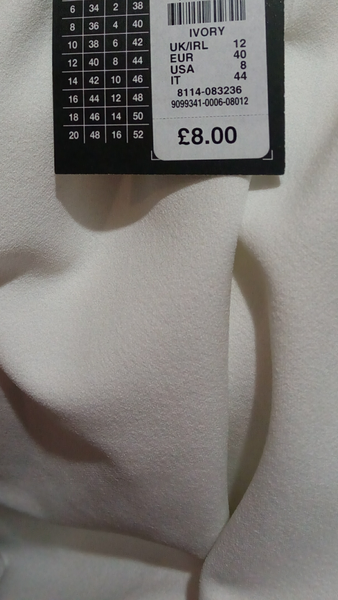 6 34 2 38
8 36 4 40
10 38 6 42
12 40 8 44
14 42 10 46
16 44 12 48
18 46 14 50
20 48 16 52
IVORY
UK/IRL 12
EUR 40
USA 8
IT 44
8114-083236
9099341-0006-08012
£8.00